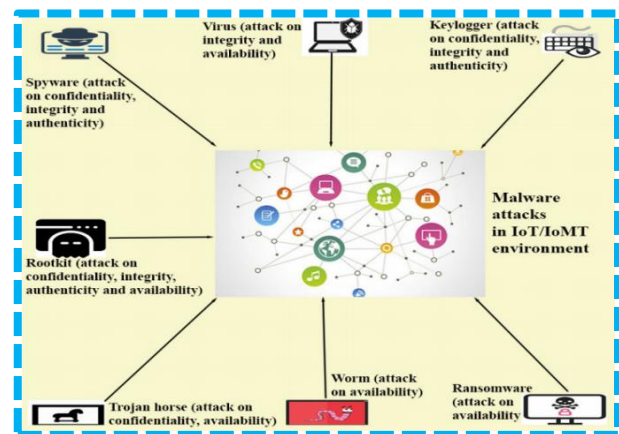 Virus (attack on
integrity and
availability)
Keylogger (attack
on confidentiality,
integrity and
authenticity)
Spyware (attack
on confidentiality,
integrity and
authenticity)
Malware
attacks
in IoT/IoMT
environment
Rootkit (attack on
confidentiality, integrity,
authenticity and availability)
Trojan horse (attack on
confidentiality, availability)
Worm (attack
on availability)
Ransomware
(attack on
availability